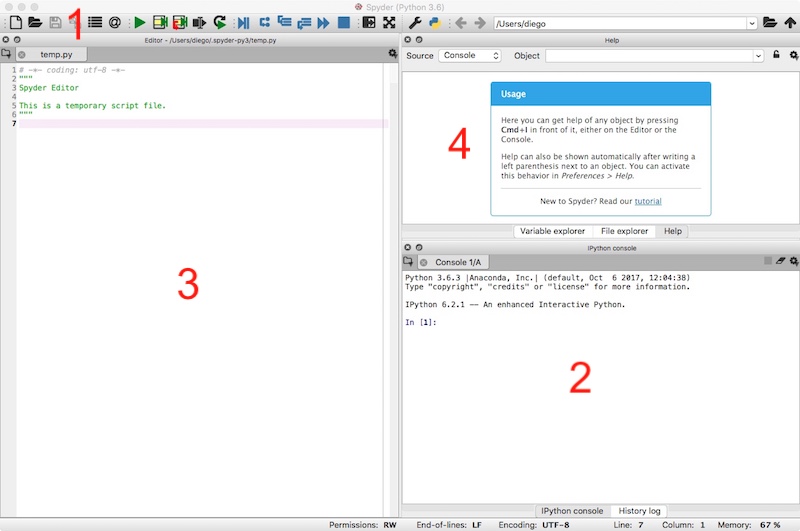 Spyder (Python 3.6)
1
/Users/diego
Editor - /Users/diego/.spyder-py3/temp.py
temp.py
1 # -*- coding: utf-8 -*-
2 """
3 Spyder Editor
4
5 This is a temporary script file.
6 """
7
3
Help
Source Console Object
Usage
Here you can get help of any object by pressing
Cmd+I in front of it, either on the Editor or the
Console.
Help can also be shown automatically after writing a
left parenthesis next to an object. You can activate
this behavior in Preferences > Help.
New to Spyder? Read our tutorial
4
Variable explorer File explorer Help
IPython console
Console 1/A
Python 3.6.3 |Anaconda, Inc.| (default, Oct  6 2017, 12:04:38)
Type "copyright", "credits" or "license" for more information.
IPython 6.2.1 -- An enhanced Interactive Python.
In [1]:
2
IPython console History log
Permissions: RW End-of-lines: LF Encoding: UTF-8 Line: 7 Column: 1 Memory: 67 %